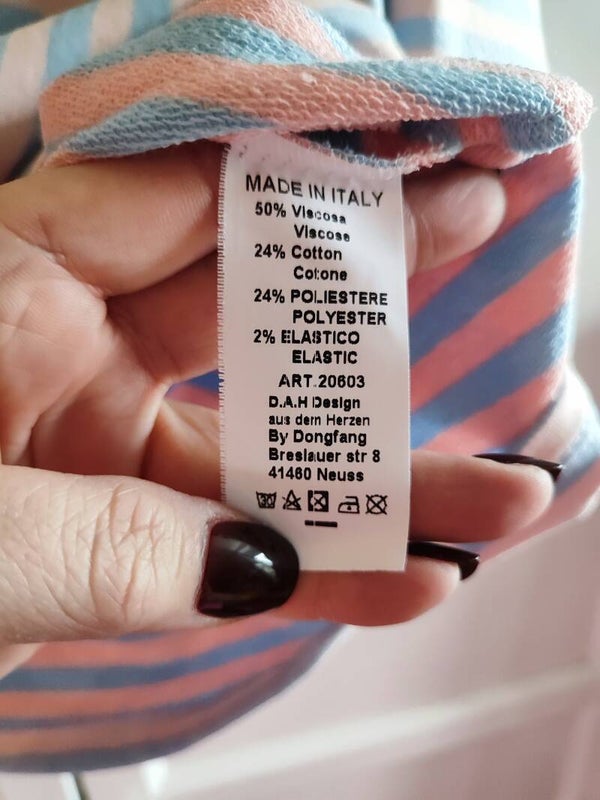 MADE IN ITALY
50% Viscosa
Viscose
24% Cotton
Cotone
24% POLIESTERE
POLYESTER
2% ELASTICO
ELASTIC
ART.20603
D.A.H Design
aus dem Herzen
By Dongfang
Breslauer str 8
41460 Neuss
30